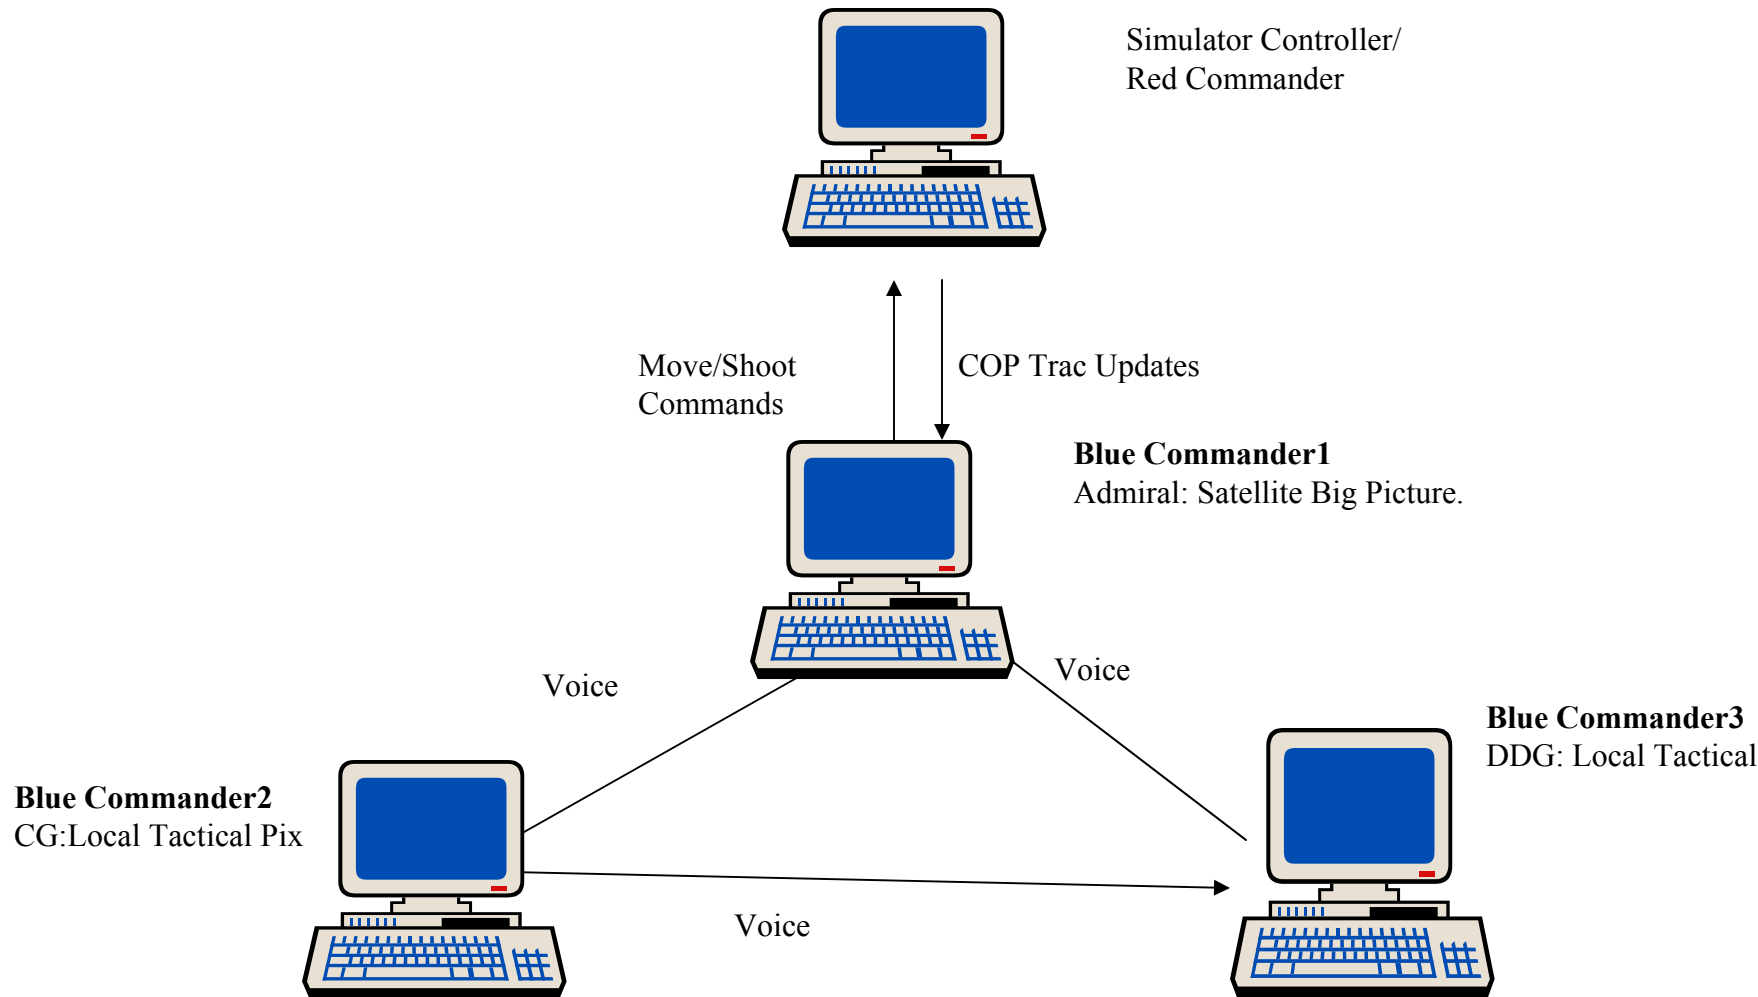 Simulator Controller/
Red Commander
Move/Shoot
Commands
COP Trac Updates
Blue Commander1
Admiral: Satellite Big Picture.
Voice
Voice
Blue Commander3
DDG: Local Tactical
Blue Commander2
CG:Local Tactical Pix
Voice